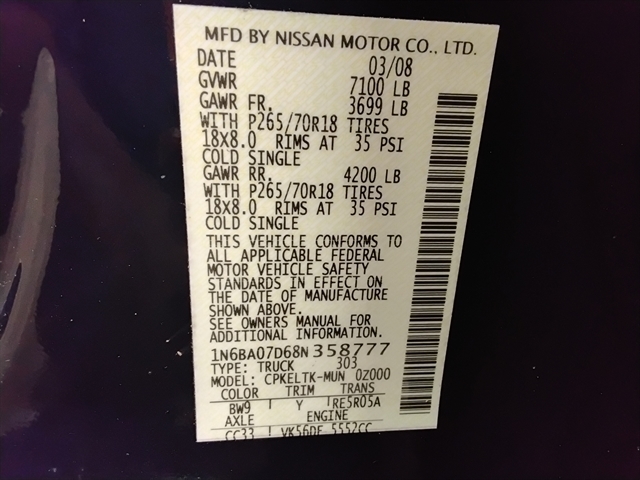 MFD BY NISSAN MOTOR CO., LTD.
DATE 03/08
GVWR 7100 LB
GAWR FR. 3699 LB
WITH P265/70R18 TIRES
18X8.0 RIMS AT 35 PSI
COLD SINGLE
GAWR RR. 4200 LB
WITH P265/70R18 TIRES
18X8.0 RIMS AT 35 PSI
COLD SINGLE
THIS VEHICLE CONFORMS TO
ALL APPLICABLE FEDERAL
MOTOR VEHICLE SAFETY
STANDARDS IN EFFECT ON
THE DATE OF MANUFACTURE
SHOWN ABOVE.
SEE OWNERS MANUAL FOR
ADDITIONAL INFORMATION.
1N6BA07D68N358777
TYPE: TRUCK 303
MODEL: CPKELTK-MUN 0Z000
COLOR TRIM TRANS
BW9 Y RE5R05A
AXLE ENGINE
CC33 VK56DE 5552CC